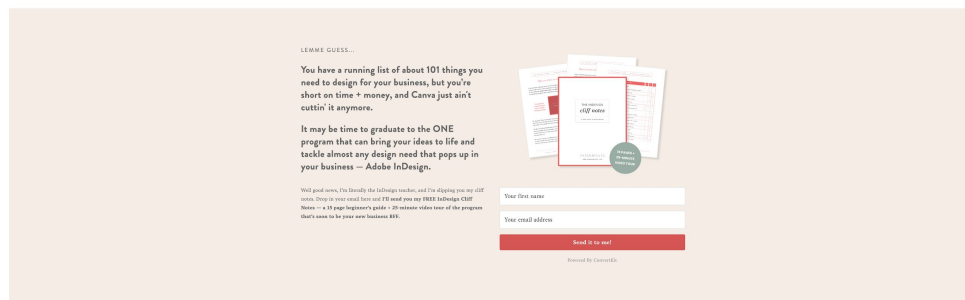 LEMME GUESS...
You have a running list of about 101 things you
need to design for your business, but you're
short on time + money, and Canva just ain't
cuttin' it anymore.
It may be time to graduate to the ONE
program that can bring your ideas to life and
tackle almost any design need that pops up in
your business — Adobe InDesign.
Well good news, I'm literally the InDesign teacher, and I'm slipping you my cliff
notes. Drop in your email here and I'll send you my FREE InDesign Cliff
Notes — a 15 page beginner's guide + 25-minute video tour of the program
that's soon to be your new business BFF.
THE INDESIGN
cliff notes
Your first name
Your email address
Send it to me!
Powered By ConvertKit